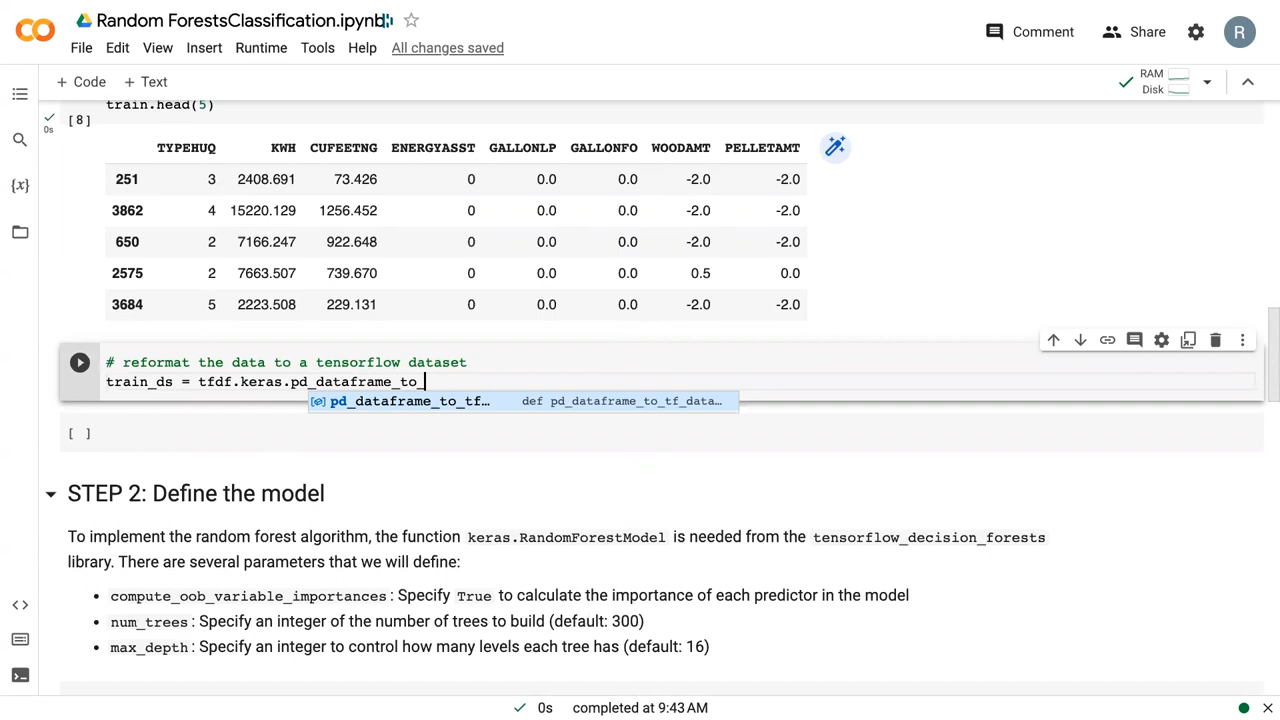 Random ForestsClassification.ipynb
File Edit View Insert Runtime Tools Help All changes saved
Comment Share R
+ Code + Text
RAM
Disk
train.head(5)
[8]
0s
TYPEHUQ KWH CUFEETNG ENERGYASST GALLONLP GALLONFO WOODAMT PELLETAMT
251 3 2408.691 73.426 0 0.0 0.0 -2.0 -2.0
3862 4 15220.129 1256.452 0 0.0 0.0 -2.0 -2.0
650 2 7166.247 922.648 0 0.0 0.0 -2.0 -2.0
2575 2 7663.507 739.670 0 0.0 0.0 0.5 0.0
3684 5 2223.508 229.131 0 0.0 0.0 -2.0 -2.0
# reformat the data to a tensorflow dataset
train_ds = tfdf.keras.pd_dataframe_to_
pd_dataframe_to_tf… def pd_dataframe_to_tf_data…
[ ]
STEP 2: Define the model
To implement the random forest algorithm, the function keras.RandomForestModel is needed from the tensorflow_decision_forests
library. There are several parameters that we will define:
• compute_oob_variable_importances: Specify True to calculate the importance of each predictor in the model
• num_trees: Specify an integer of the number of trees to build (default: 300)
• max_depth: Specify an integer to control how many levels each tree has (default: 16)
0s completed at 9:43 AM